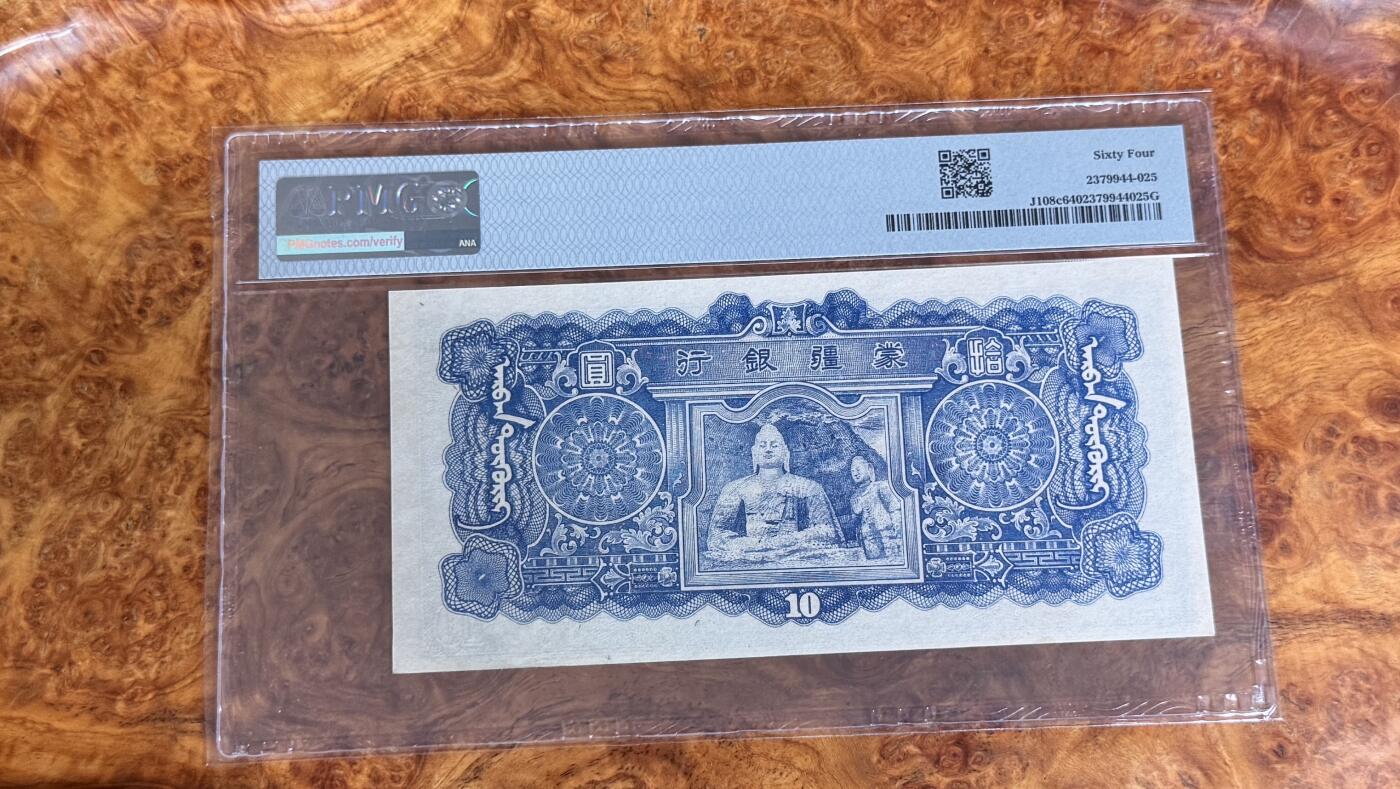 PMG
PMGnotes.com/verify
ANA
Sixty Four
2379944-025
J108c6402379944025G
行銀疆蒙
圓
拾
10